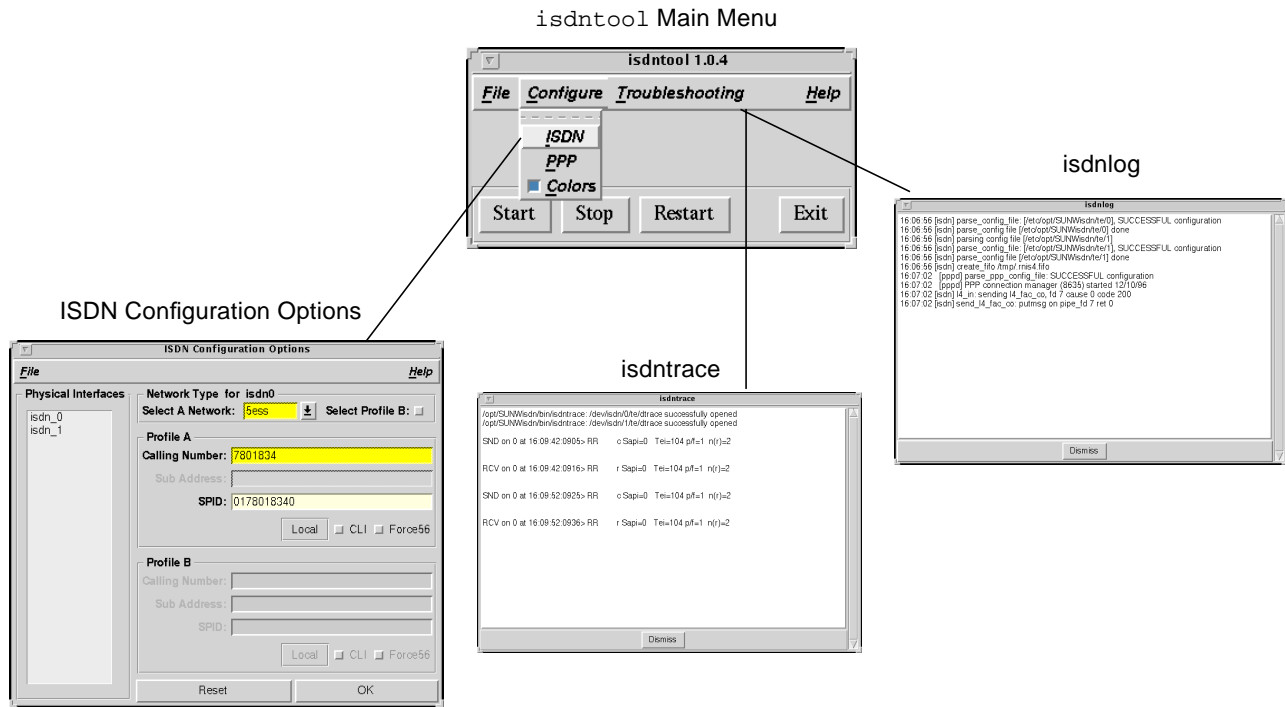 isdntool Main Menu
isdntool 1.0.4
File Configure Troubleshooting Help
ISDN
PPP
Colors
Start Stop Restart Exit
isdnlog
isdnlog
16:06:56 [isdn] parse_config_file: [/etc/opt/SUNWisdn/te/0], SUCCESSFUL configuration
16:06:56 [isdn] parse_config file [/etc/opt/SUNWisdn/te/0] done
16:06:56 [isdn] parsing config file [/etc/opt/SUNWisdn/te/1]
16:06:56 [isdn] parse_config_file: [/etc/opt/SUNWisdn/te/1], SUCCESSFUL configuration
16:06:56 [isdn] parse_config file [/etc/opt/SUNWisdn/te/1] done
16:06:56 [isdn] create_fifo /tmp/.rnis4.fifo
16:07:02 [pppd] parse_ppp_config_file: SUCCESSFUL configuration
16:07:02 [pppd] PPP connection manager (8635) started 12/10/96
16:07:02 [isdn] l4_in: sending l4_fac_co, fd 7 cause 0 code 200
16:07:02 [isdn] send_l4_fac_co: putmsg on pipe_fd 7 ret 0
Dismiss
ISDN Configuration Options
ISDN Configuration Options
File Help
Physical Interfaces
isdn_0
isdn_1
Network Type for isdn0
Select A Network: 5ess Select Profile B:
Profile A
Calling Number: 7801834
Sub Address:
SPID: 0178018340
Local CLI Force56
Profile B
Calling Number:
Sub Address:
SPID:
Local CLI Force56
Reset OK
isdntrace
isdntrace
/opt/SUNWisdn/bin/isdntrace: /dev/isdn/0/te/dtrace successfully opened
/opt/SUNWisdn/bin/isdntrace: /dev/isdn/1/te/dtrace successfully opened
SND on 0 at 16:09:42:0905> RR c Sapi=0 Tei=104 p/f=1 n(r)=2
RCV on 0 at 16:09:42:0916> RR r Sapi=0 Tei=104 p/f=1 n(r)=2
SND on 0 at 16:09:52:0925> RR c Sapi=0 Tei=104 p/f=1 n(r)=2
RCV on 0 at 16:09:52:0936> RR r Sapi=0 Tei=104 p/f=1 n(r)=2
Dismiss